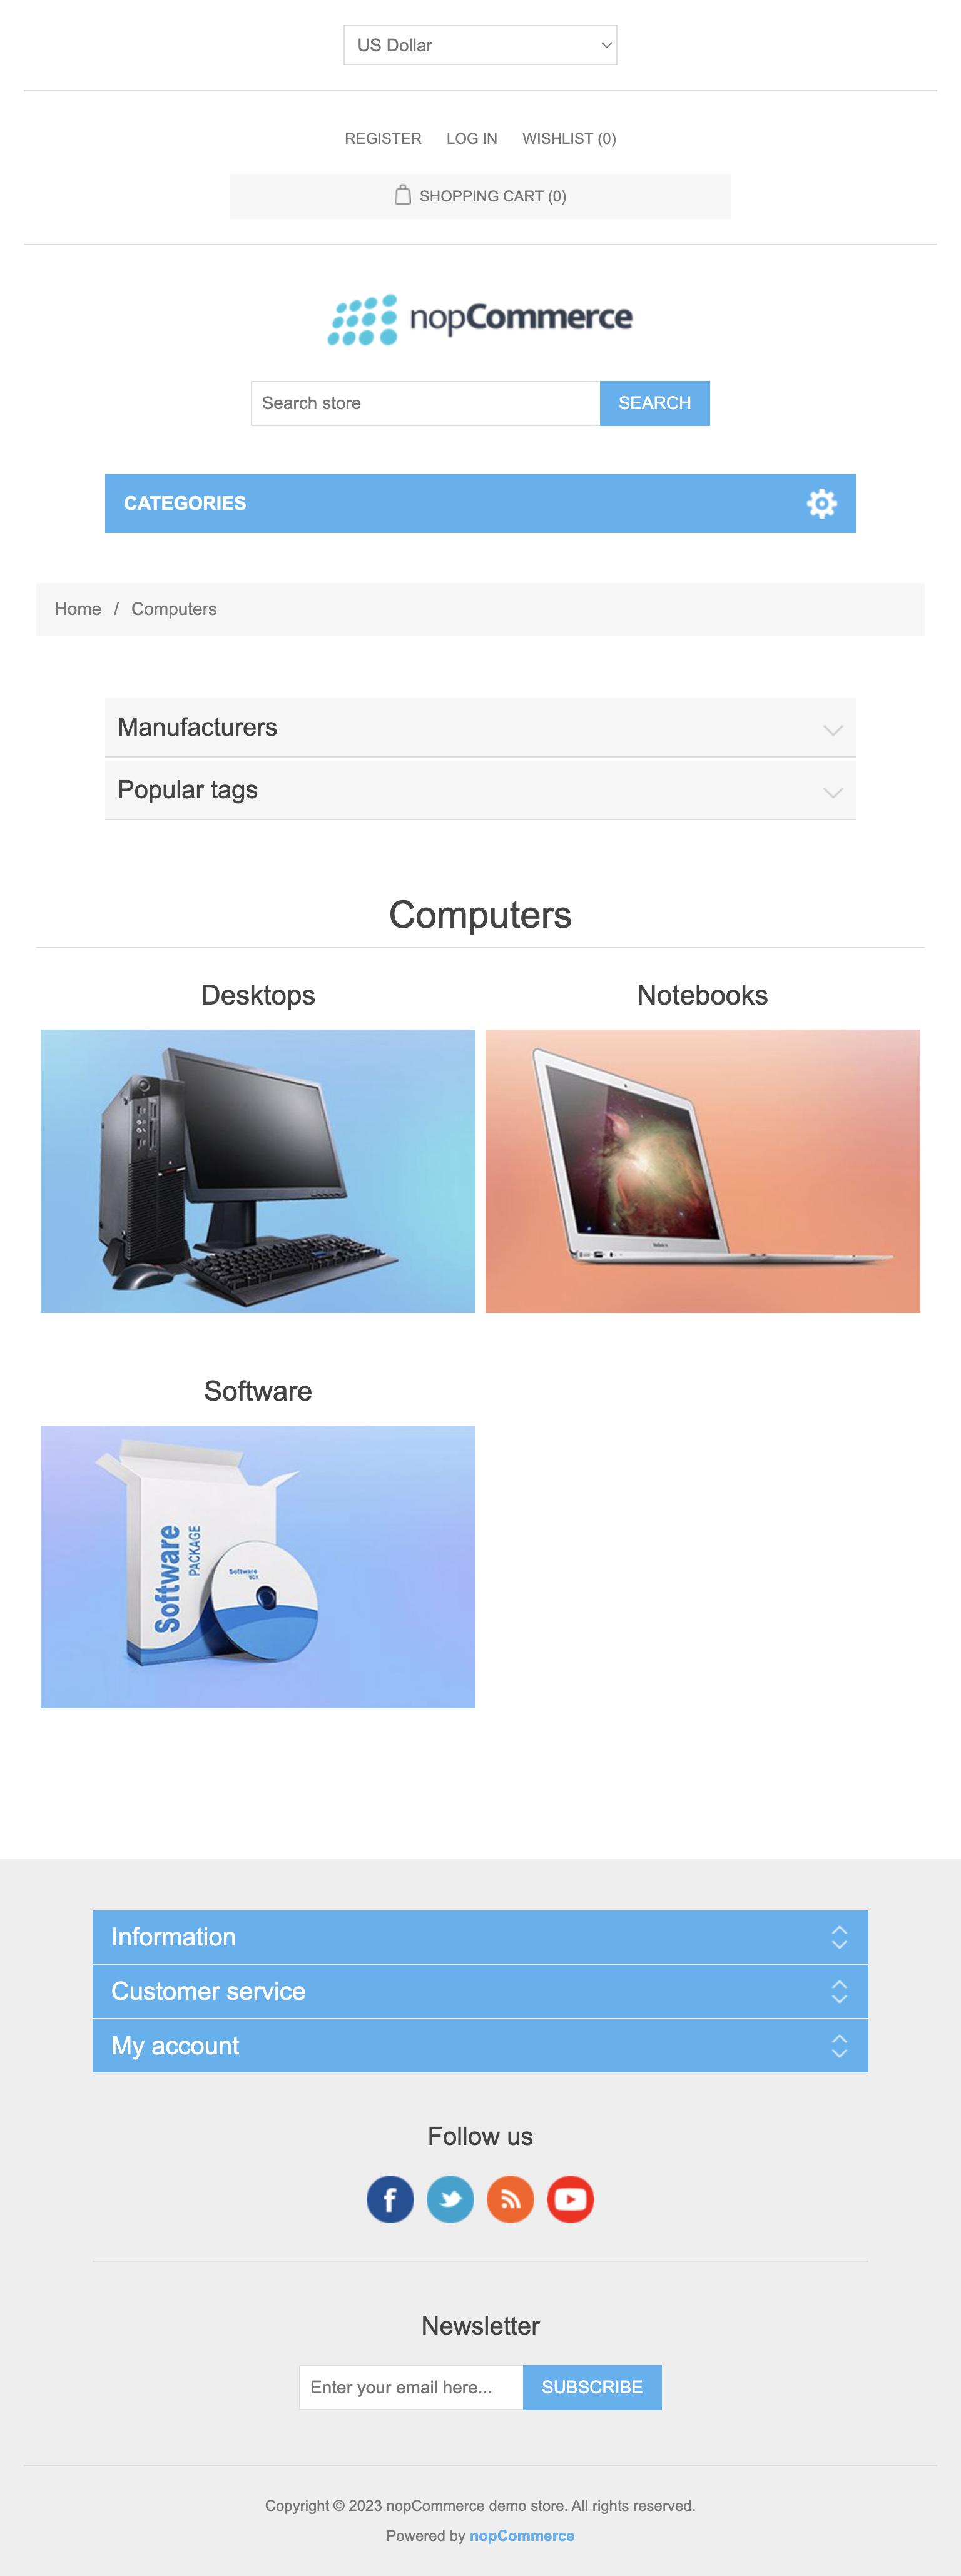 US Dollar
REGISTER LOG IN WISHLIST (0)
SHOPPING CART (0)
nopCommerce
Search store SEARCH
CATEGORIES
Home / Computers
Manufacturers
Popular tags
Computers
Desktops Notebooks
Software
Software
PACKAGE
Software
BOX
Information
Customer service
My account
Follow us
Newsletter
Enter your email here... SUBSCRIBE
Copyright © 2023 nopCommerce demo store. All rights reserved.
Powered by nopCommerce